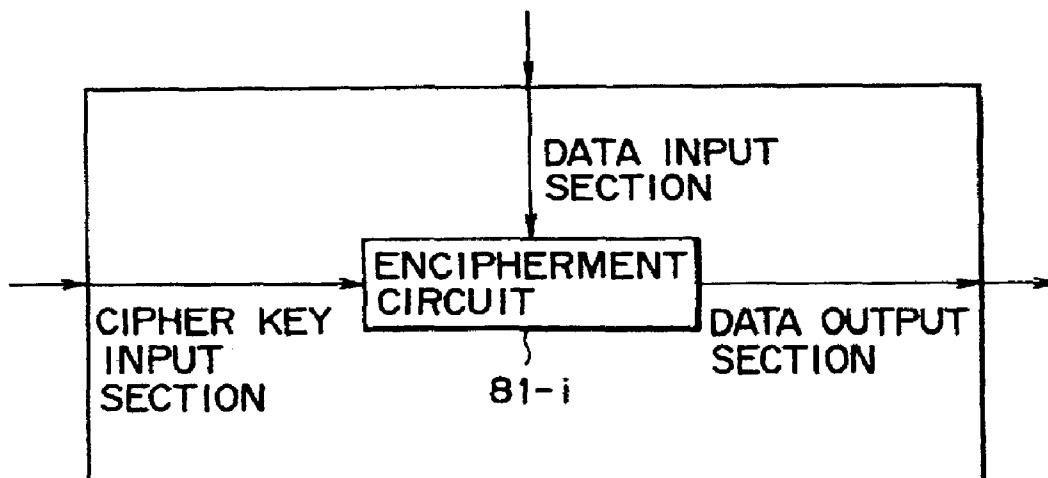 DATA INPUT
SECTION
ENCIPHERMENT
CIRCUIT
CIPHER KEY
INPUT
SECTION
DATA OUTPUT
SECTION
81-i